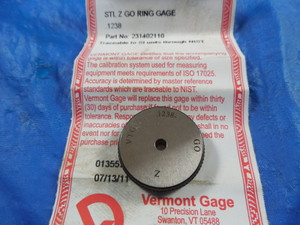 STL Z GO RING GAGE
.1238
Part No: 231402110
Traceable to
The calibration system used for measuring
equipment meets requirements of ISO 17025.
Accuracy is determined by master reference
standards which are traceable to NIST.
Vermont Gage will replace this gage within thirty
(30) days of purchase if found not to be within
tolerance.
.1238-
GO
Z
07/13/11
Vermont Gage
10 Precision Lane
Swanton, VT 05488